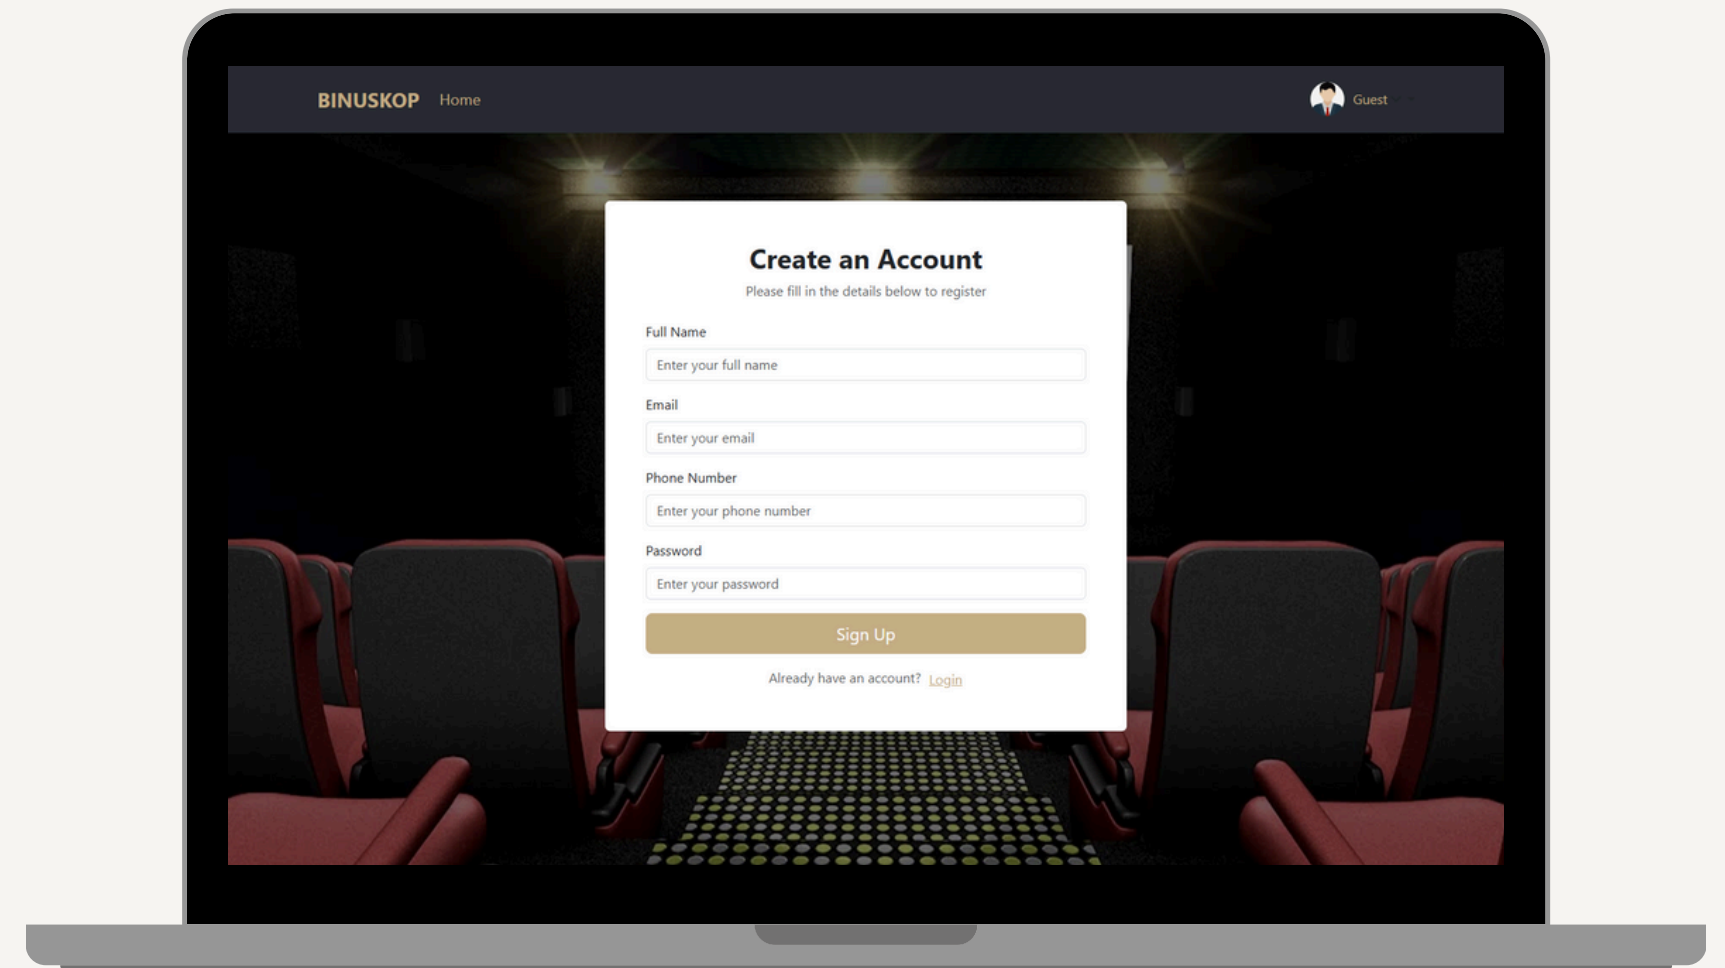 BINUSKOP Home Guest
Create an Account
Please fill in the details below to register
Full Name
Enter your full name
Email
Enter your email
Phone Number
Enter your phone number
Password
Enter your password
Sign Up
Already have an account? Login